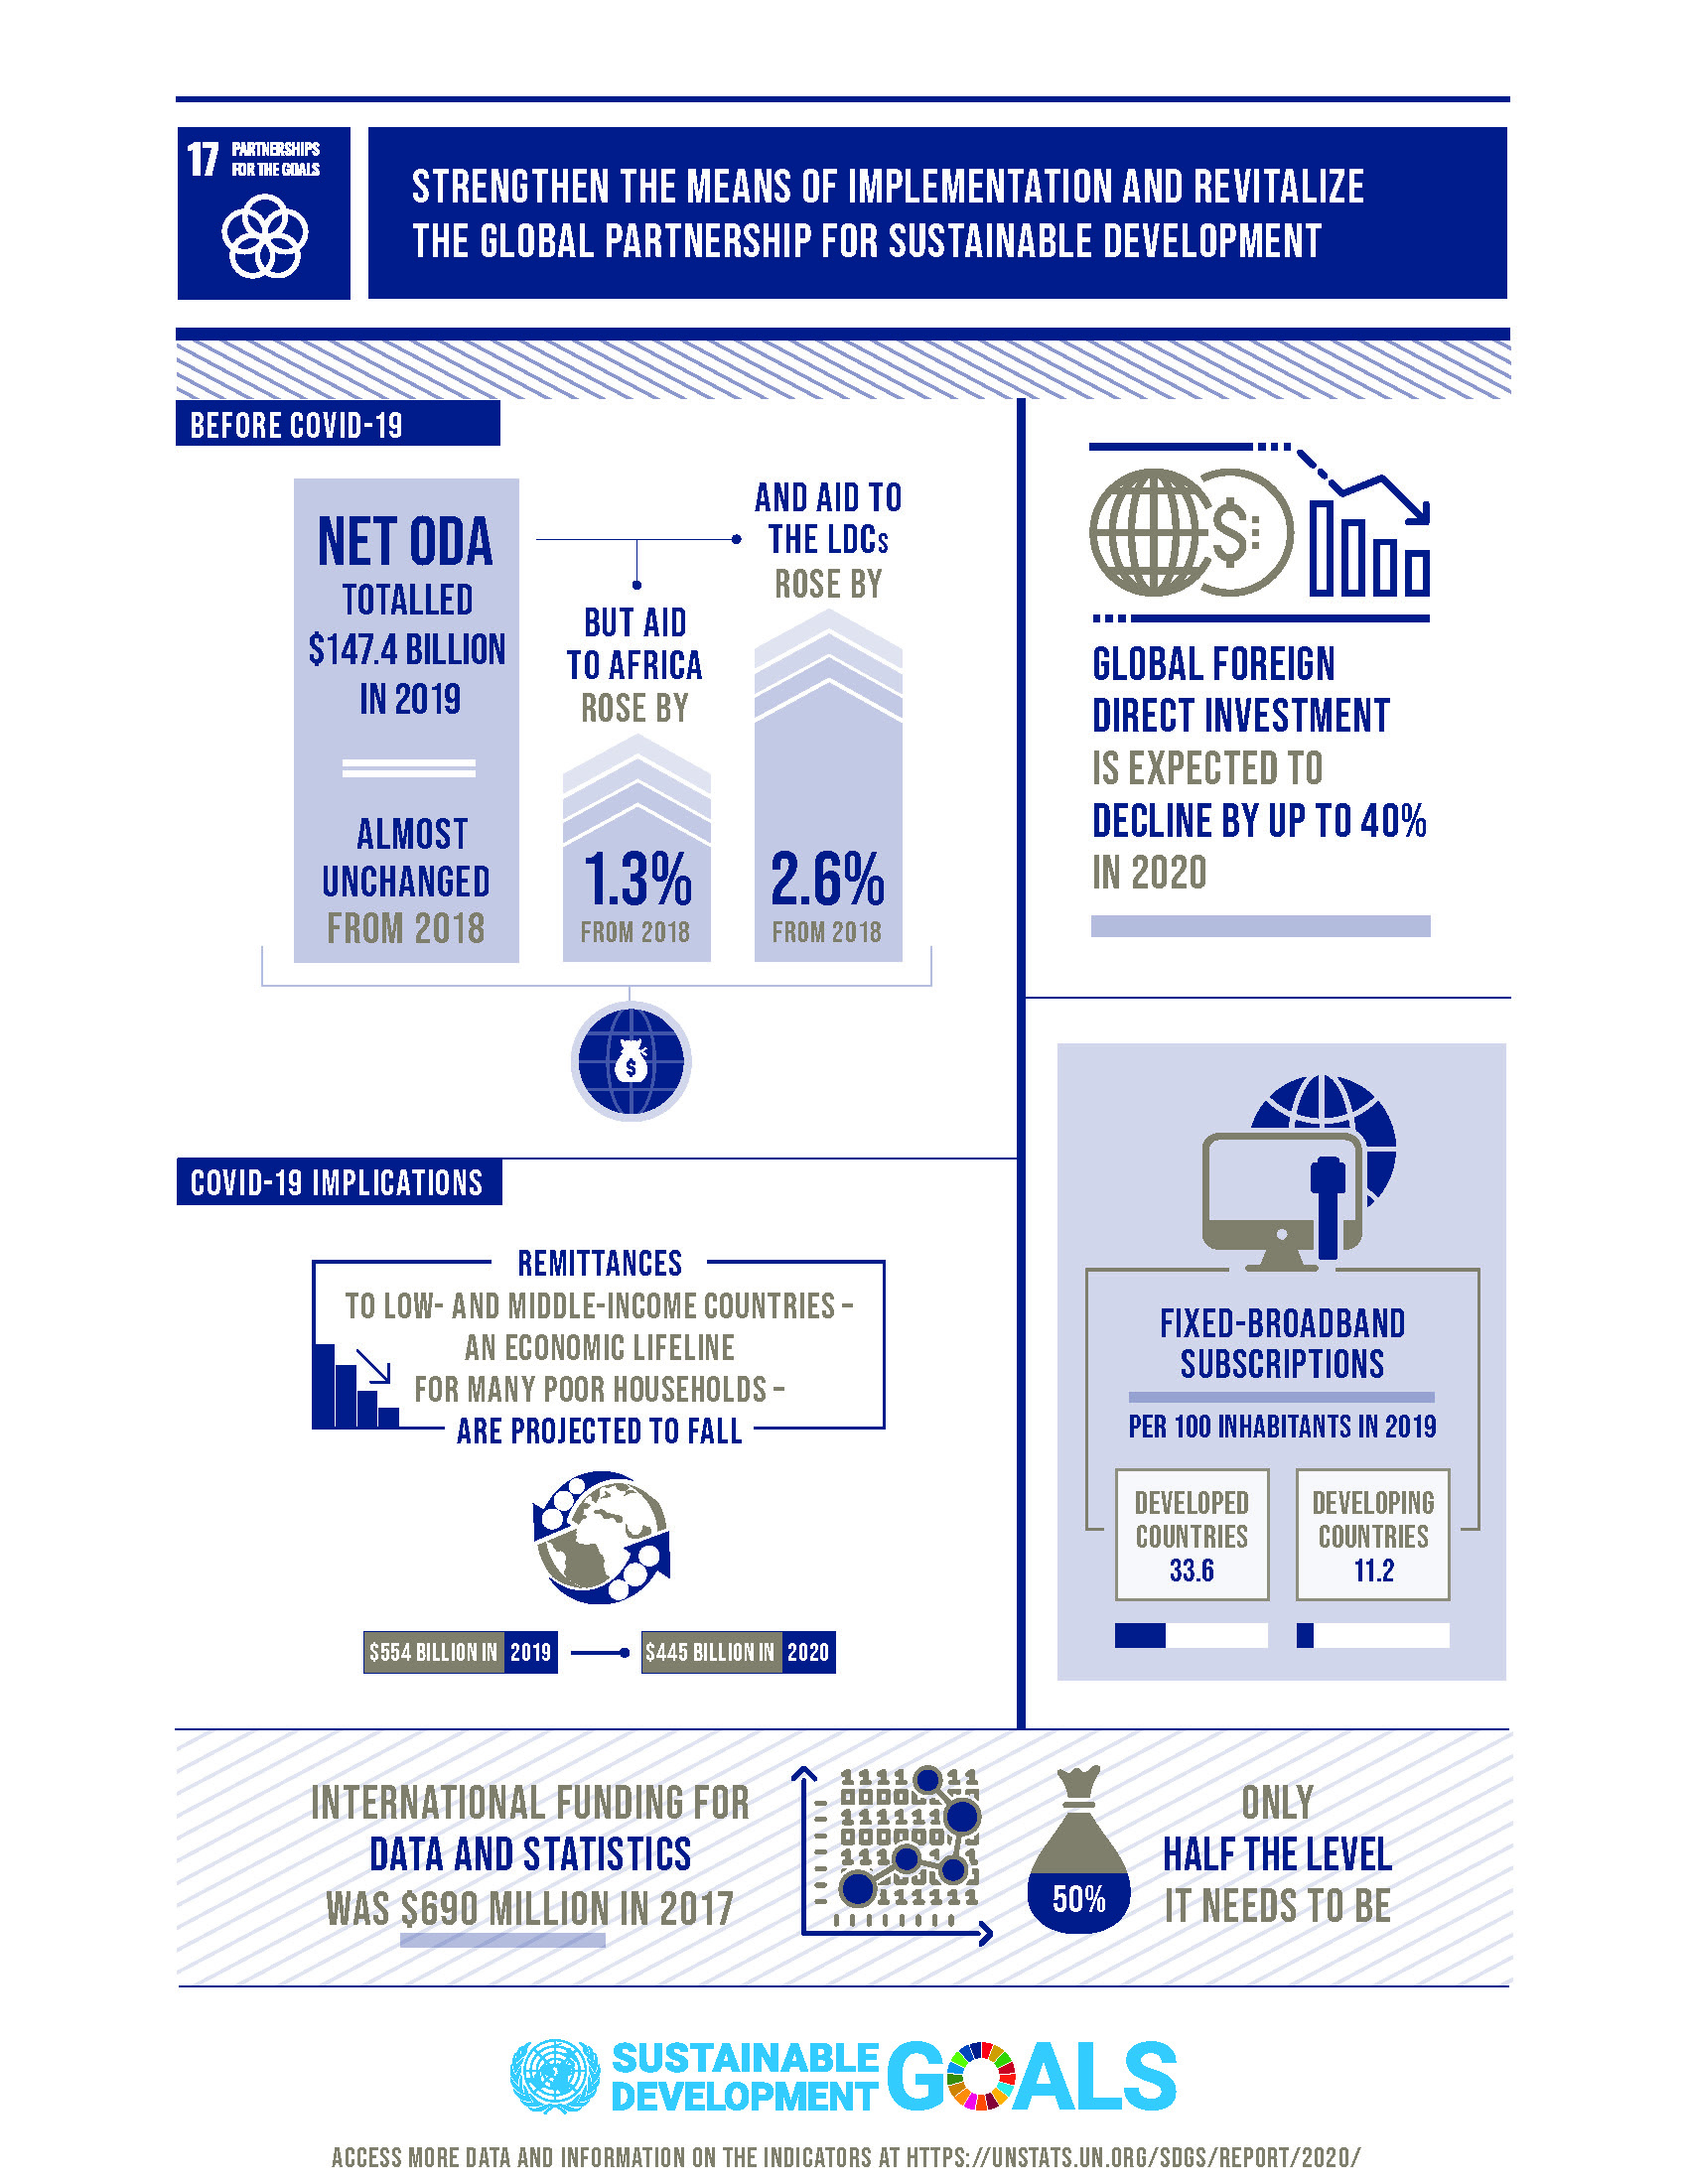 17 PARTNERSHIPS
FOR THE GOALS
STRENGTHEN THE MEANS OF IMPLEMENTATION AND REVITALIZE
THE GLOBAL PARTNERSHIP FOR SUSTAINABLE DEVELOPMENT
BEFORE COVID-19
NET ODA
TOTALLED
$147.4 BILLION
IN 2019
ALMOST
UNCHANGED
FROM 2018
BUT AID
TO AFRICA
ROSE BY
1.3%
FROM 2018
AND AID TO
THE LDCs
ROSE BY
2.6%
FROM 2018
$
$
GLOBAL FOREIGN
DIRECT INVESTMENT
IS EXPECTED TO
DECLINE BY UP TO 40%
IN 2020
COVID-19 IMPLICATIONS
REMITTANCES
TO LOW- AND MIDDLE-INCOME COUNTRIES –
AN ECONOMIC LIFELINE
FOR MANY POOR HOUSEHOLDS –
ARE PROJECTED TO FALL
$554 BILLION IN 2019
$445 BILLION IN 2020
FIXED-BROADBAND
SUBSCRIPTIONS
PER 100 INHABITANTS IN 2019
DEVELOPED
COUNTRIES
33.6
DEVELOPING
COUNTRIES
11.2
INTERNATIONAL FUNDING FOR
DATA AND STATISTICS
WAS $690 MILLION IN 2017
50%
ONLY
HALF THE LEVEL
IT NEEDS TO BE
SUSTAINABLE
DEVELOPMENT
GOALS
ACCESS MORE DATA AND INFORMATION ON THE INDICATORS AT HTTPS://UNSTATS.UN.ORG/SDGS/REPORT/2020/